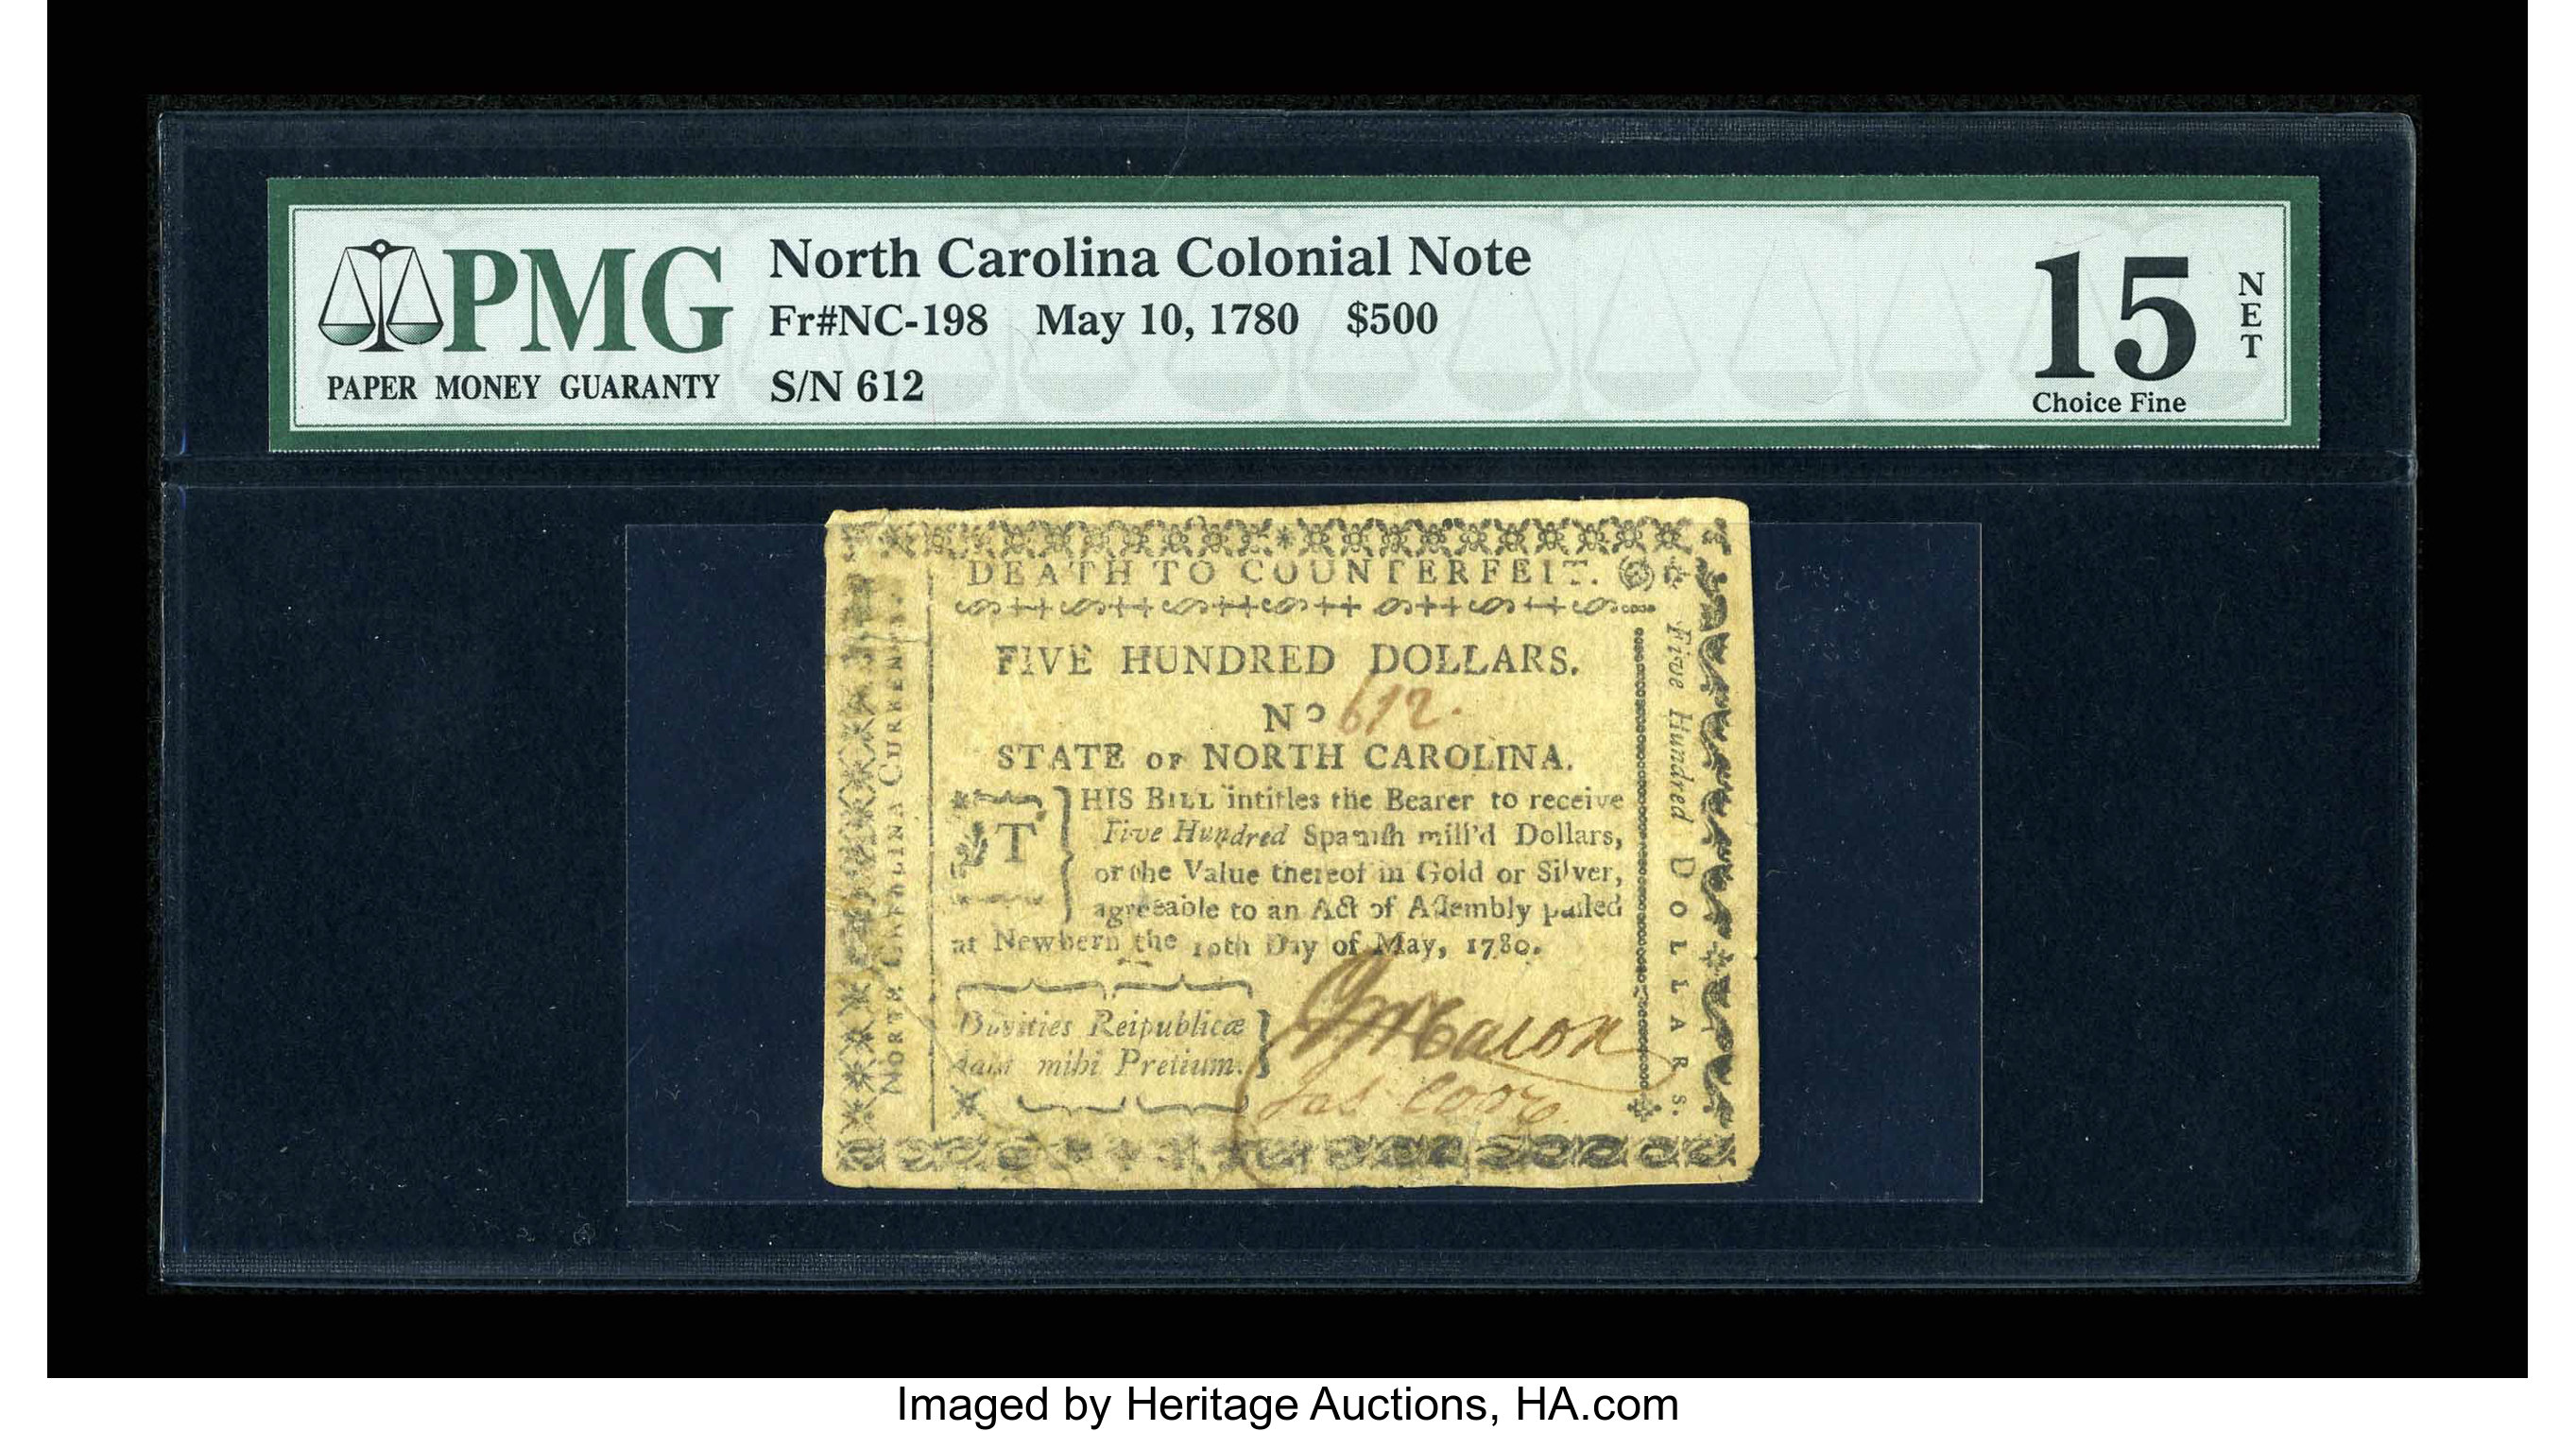 PMG
PAPER MONEY GUARANTY
North Carolina Colonial Note
Fr#NC-198 May 10, 1780 $500
S/N 612
15
NET
Choice Fine
DEATH TO COUNTERFEIT.
FIVE HUNDRED DOLLARS.
No 612.
STATE OF NORTH CAROLINA.
THIS BILL intitles the Bearer to receive
Five Hundred Spanish mill'd Dollars,
or the Value thereof in Gold or Silver,
agreeable to an Act of Assembly passed
at Newbern the 10th Day of May, 1780.
Reipublicæ
mihi Pretium.
Jas Coor
NORTH CAROLINA CURRENCY.
Five Hundred DOLLARS.
Imaged by Heritage Auctions, HA.com